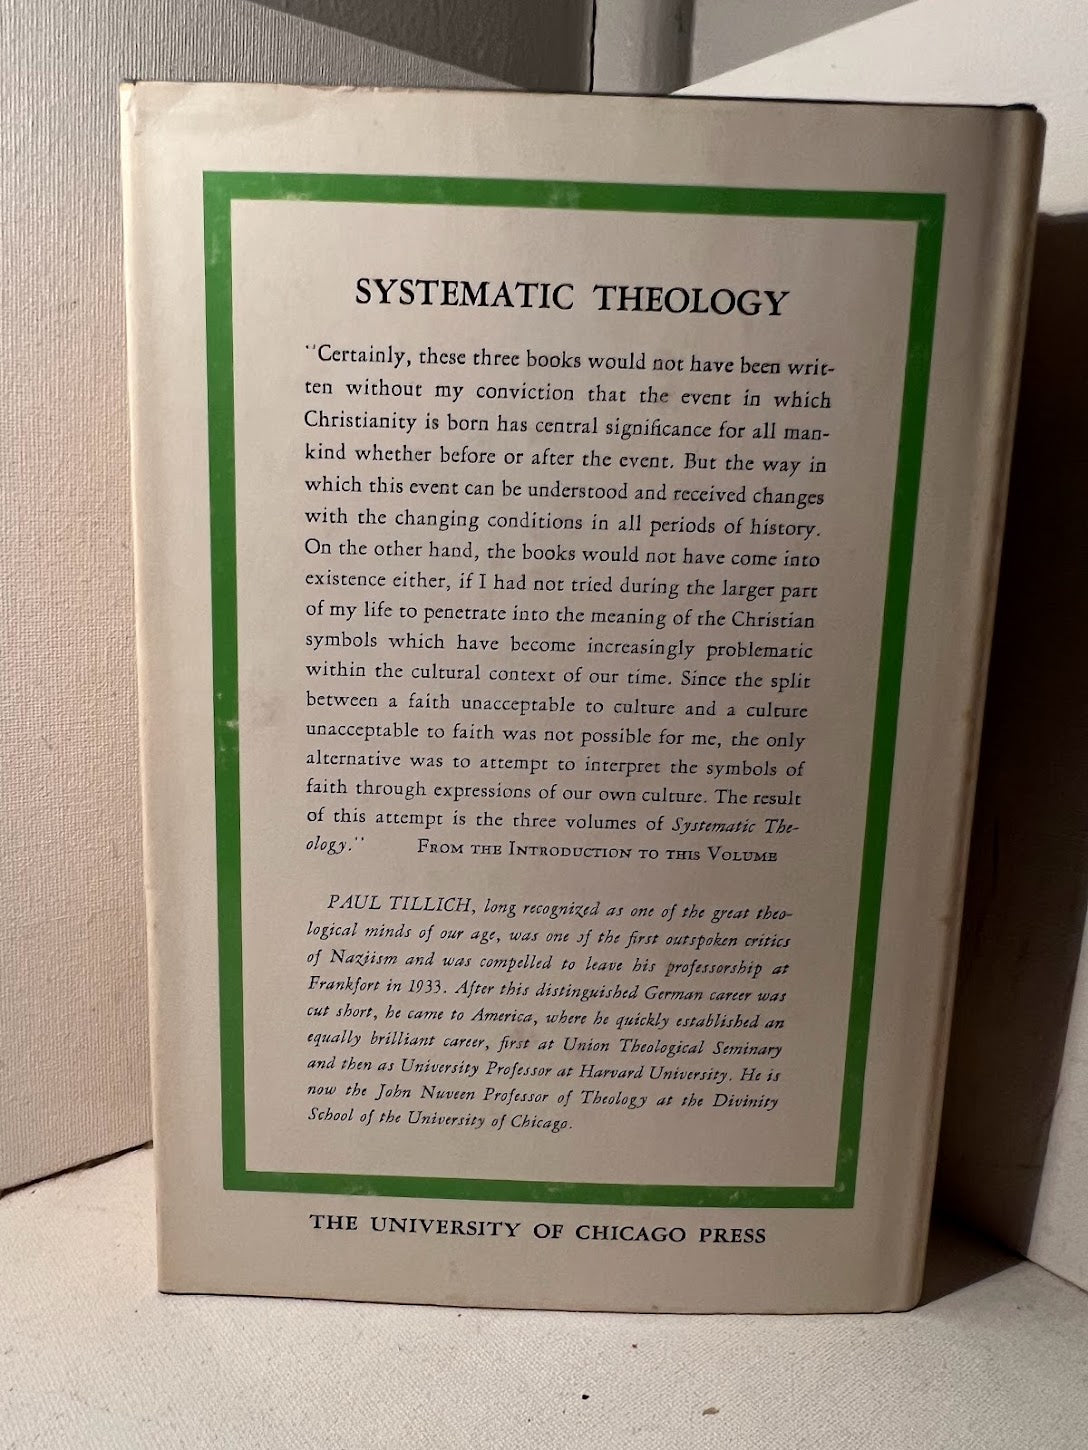 SYSTEMATIC THEOLOGY
"Certainly, these three books would not have been writ-
ten without my conviction that the event in which
Christianity is born has central significance for all man-
kind whether before or after the event. But the way in
which this event can be understood and received changes
with the changing conditions in all periods of history.
On the other hand, the books would not have come into
existence either, if I had not tried during the larger part
of my life to penetrate into the meaning of the Christian
symbols which have become increasingly problematic
within the cultural context of our time. Since the split
between a faith unacceptable to culture and a culture
unacceptable to faith was not possible for me, the only
alternative was to attempt to interpret the symbols of
faith through expressions of our own culture. The result
of this attempt is the three volumes of Systematic The-
ology." FROM THE INTRODUCTION TO THIS VOLUME
PAUL TILLICH, long recognized as one of the great theo-
logical minds of our age, was one of the first outspoken critics
of Naziism and was compelled to leave his professorship at
Frankfort in 1933. After this distinguished German career was
cut short, he came to America, where he quickly established an
equally brilliant career, first at Union Theological Seminary
and then as University Professor at Harvard University. He is
now the John Nuveen Professor of Theology at the Divinity
School of the University of Chicago.
THE UNIVERSITY OF CHICAGO PRESS